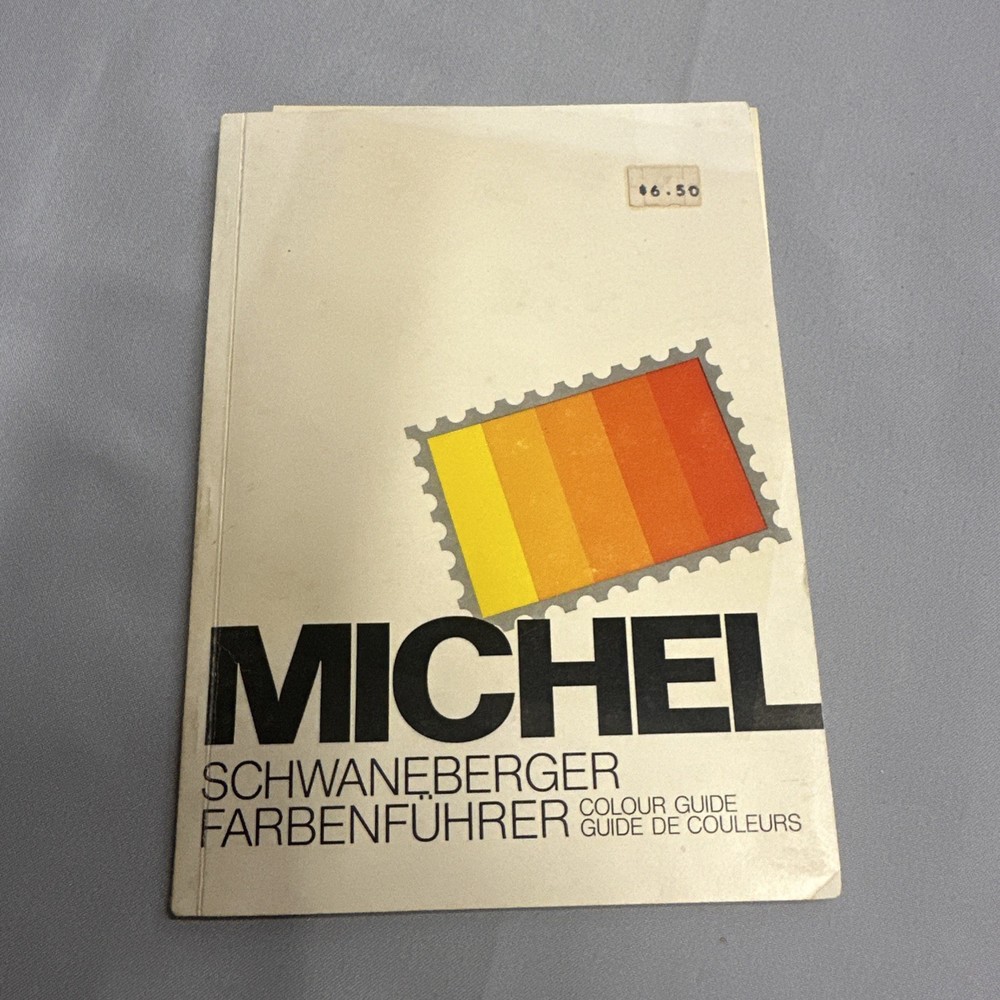 $6.50
MICHEL
SCHWANEBERGER
FARBENFÜHRER
COLOUR GUIDE
GUIDE DE COULEURS